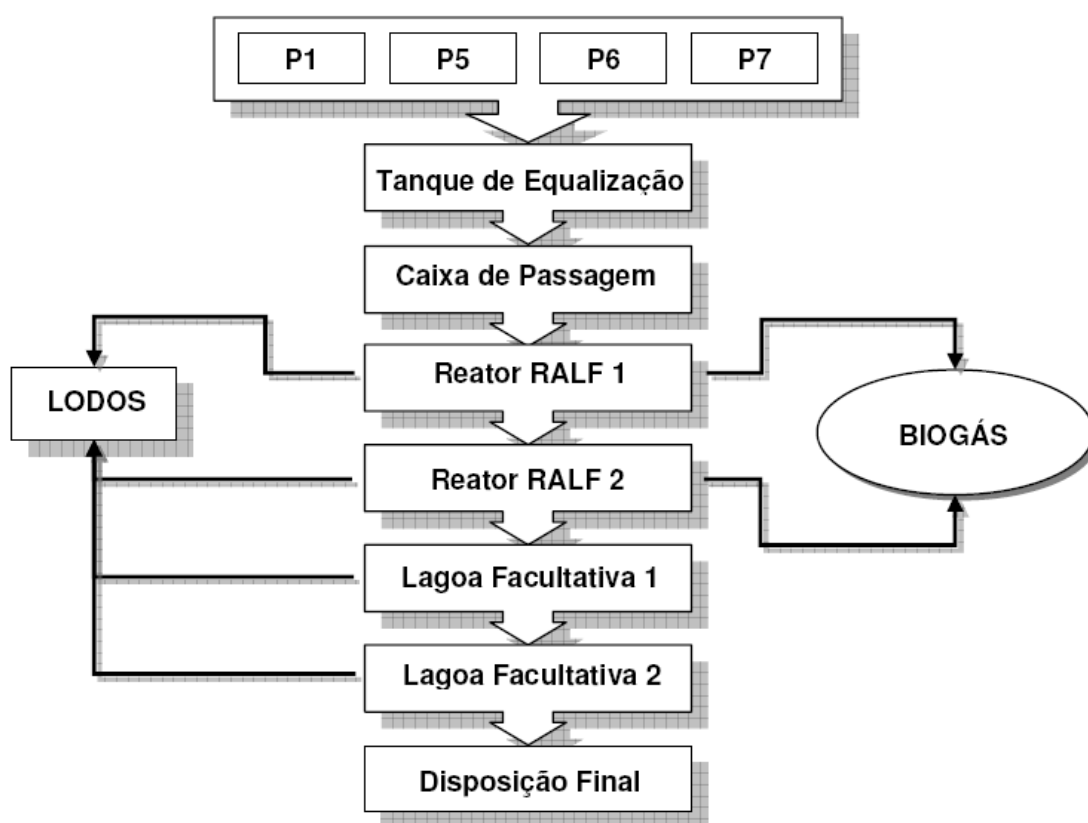 P1
P5
P6
P7
Tanque de Equalização
Caixa de Passagem
Reator RALF 1
LODOS
BIOGÁS
Reator RALF 2
Lagoa Facultativa 1
Lagoa Facultativa 2
Disposição Final